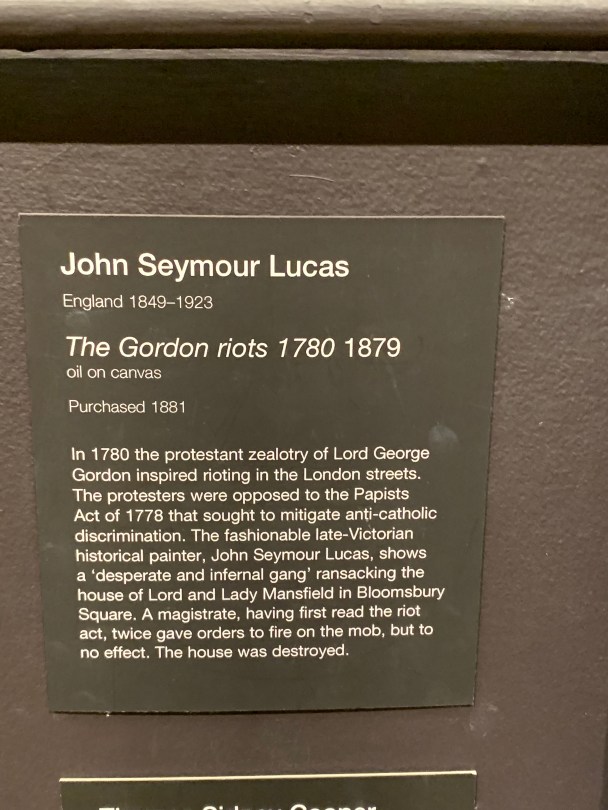 John Seymour Lucas
England 1849–1923
The Gordon riots 1780 1879
oil on canvas
Purchased 1881
In 1780 the protestant zealotry of Lord George
Gordon inspired rioting in the London streets.
The protesters were opposed to the Papists
Act of 1778 that sought to mitigate anti-catholic
discrimination. The fashionable late-Victorian
historical painter, John Seymour Lucas, shows
a ‘desperate and infernal gang’ ransacking the
house of Lord and Lady Mansfield in Bloomsbury
Square. A magistrate, having first read the riot
act, twice gave orders to fire on the mob, but to
no effect. The house was destroyed.
Cooper